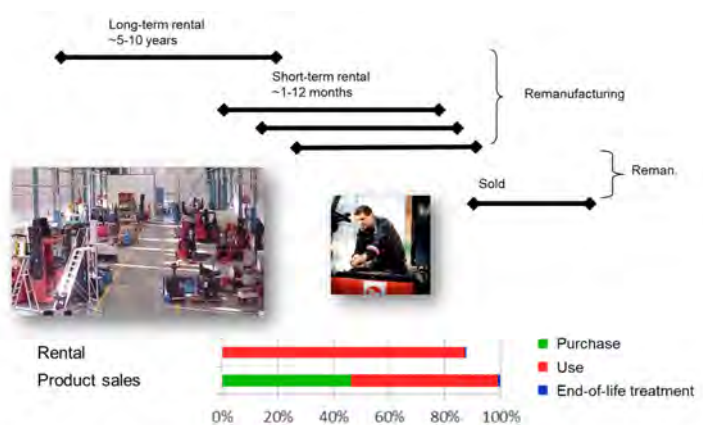 Long-term rental
~5-10 years
Short-term rental
~1-12 months
Remanufacturing
Sold
Reman.
Rental
Product sales
Purchase
Use
End-of-life treatment
0% 20% 40% 60% 80% 100%